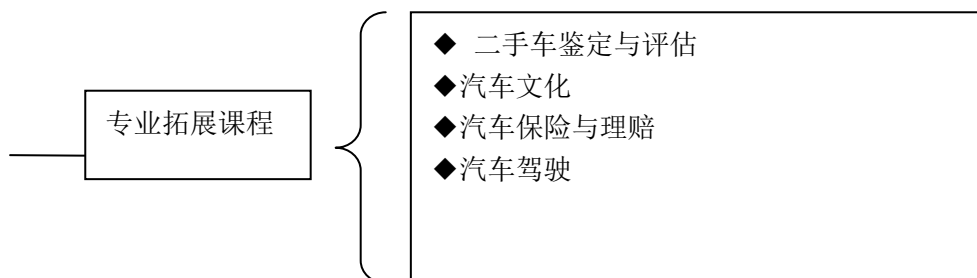 专业拓展课程
◆ 二手车鉴定与评估
◆汽车文化
◆汽车保险与理赔
◆汽车驾驶